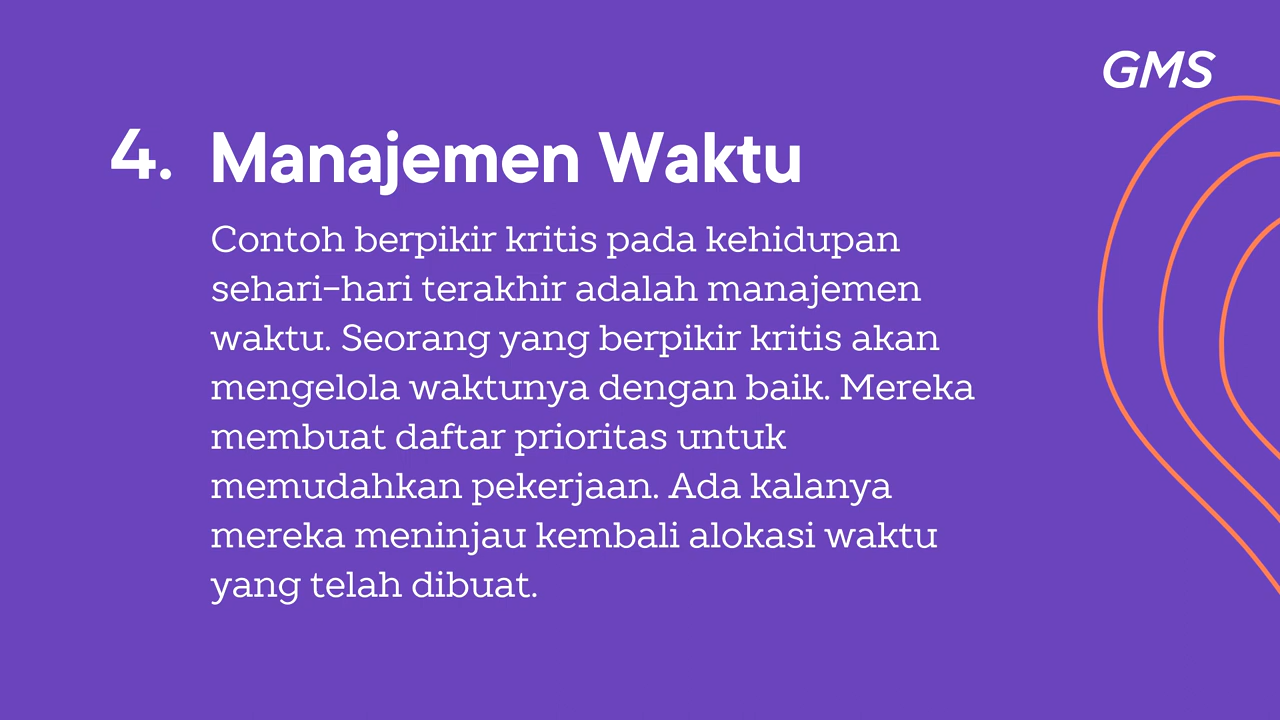 GMS
4. Manajemen Waktu
Contoh berpikir kritis pada kehidupan
sehari-hari terakhir adalah manajemen
waktu. Seorang yang berpikir kritis akan
mengelola waktunya dengan baik. Mereka
membuat daftar prioritas untuk
memudahkan pekerjaan. Ada kalanya
mereka meninjau kembali alokasi waktu
yang telah dibuat.